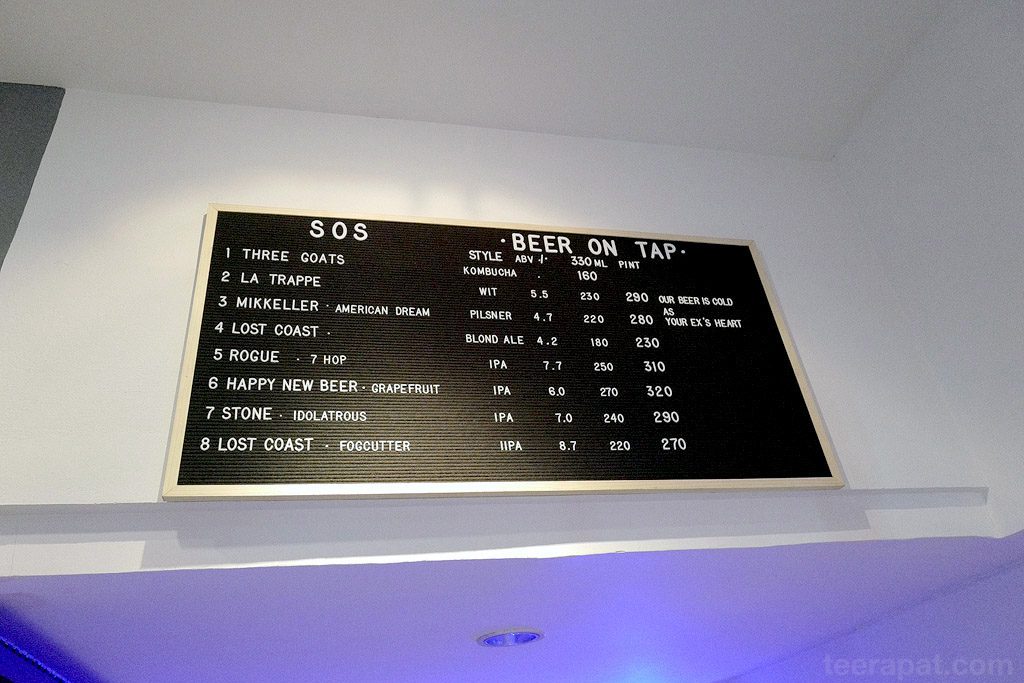 SOS · BEER ON TAP ·
STYLE ABV ·/· 330 ML PINT
1 THREE GOATS KOMBUCHA · 160
2 LA TRAPPE WIT 5.5 230 290
3 MIKKELLER · AMERICAN DREAM PILSNER 4.7 220 280
OUR BEER IS COLD
AS
YOUR EX'S HEART
4 LOST COAST · BLOND ALE 4.2 180 230
5 ROGUE · 7 HOP IPA 7.7 250 310
6 HAPPY NEW BEER · GRAPEFRUIT IPA 6.0 270 320
7 STONE · IDOLATROUS IPA 7.0 240 290
8 LOST COAST · FOGCUTTER IIPA 8.7 220 270
teerapat.com